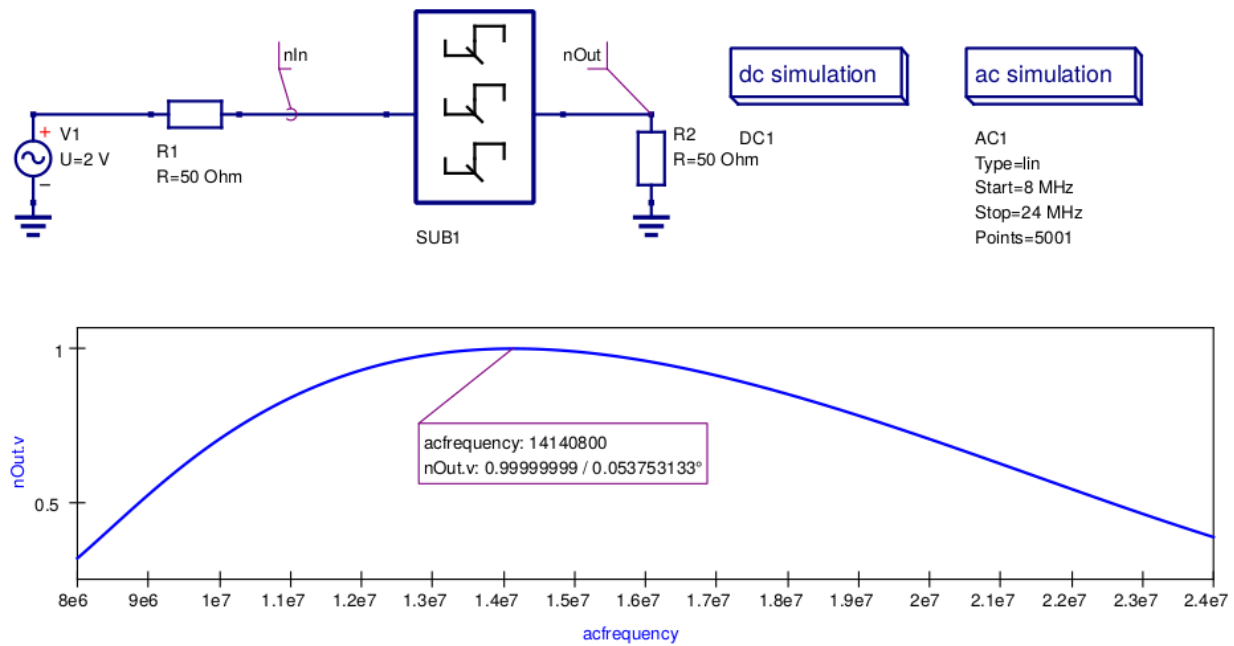 nIn
nOut
dc simulation
ac simulation
+
V1
U=2 V
−
R1
R=50 Ohm
SUB1
R2
R=50 Ohm
DC1
AC1
Type=lin
Start=8 MHz
Stop=24 MHz
Points=5001
1
0.5
nOut.v
acfrequency: 14140800
nOut.v: 0.99999999 / 0.053753133°
8e6 9e6 1e7 1.1e7 1.2e7 1.3e7 1.4e7 1.5e7 1.6e7 1.7e7 1.8e7 1.9e7 2e7 2.1e7 2.2e7 2.3e7 2.4e7
acfrequency